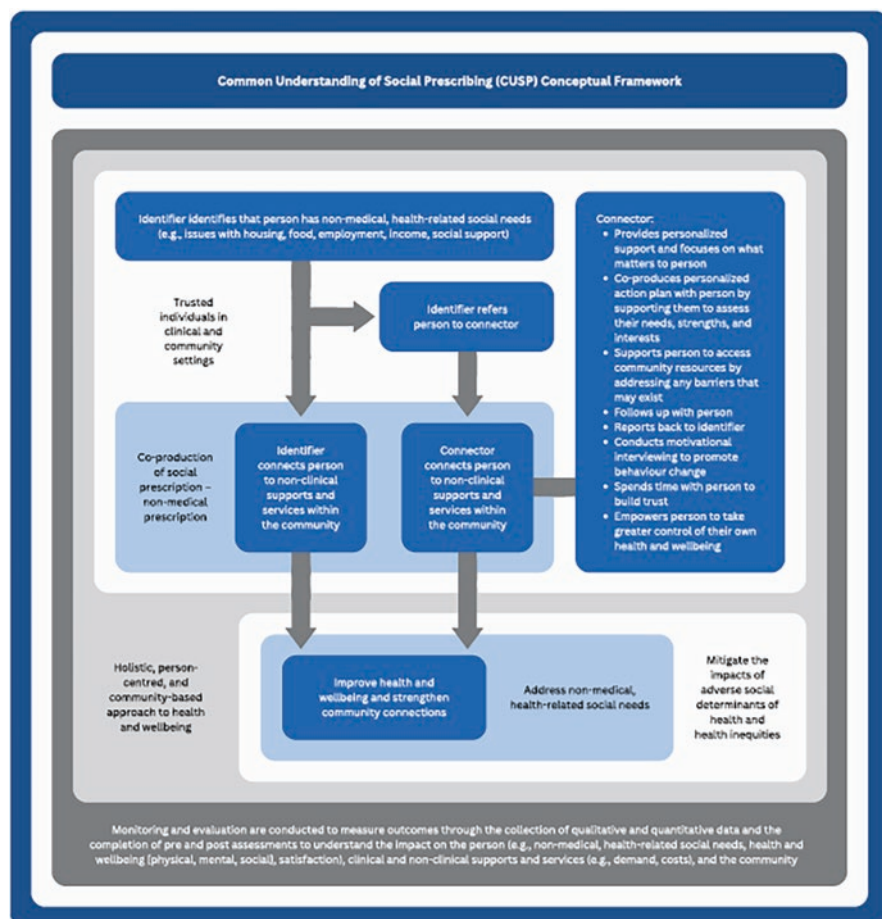 Common Understanding of Social Prescribing (CUSP) Conceptual Framework
Identifier identifies that person has non-medical, health-related social needs
(e.g., issues with housing, food, employment, income, social support)
Trusted
individuals in
clinical and
community
settings
Identifier refers
person to connector
Connector:
• Provides personalized
support and focuses on what
matters to person
• Co-produces personalized
action plan with person by
supporting them to assess
their needs, strengths, and
interests
• Supports person to access
community resources by
addressing any barriers that
may exist
• Follows up with person
• Reports back to identifier
• Conducts motivational
interviewing to promote
behaviour change
• Spends time with person to
build trust
• Empowers person to take
greater control of their own
health and wellbeing
Co-production
of social
prescription –
non-medical
prescription
Identifier
connects person
to non-clinical
supports and
services within
the community
Connector
connects person
to non-clinical
supports and
services within
the community
Holistic, person-
centred, and
community-based
approach to health
and wellbeing
Improve health and
wellbeing and strengthen
community connections
Address non-medical,
health-related social needs
Mitigate the
impacts of
adverse social
determinants of
health and
health inequities
Monitoring and evaluation are conducted to measure outcomes through the collection of qualitative and quantitative data and the
completion of pre and post assessments to understand the impact on the person (e.g., non-medical, health-related social needs, health and
wellbeing [physical, mental, social], satisfaction), clinical and non-clinical supports and services (e.g., demand, costs), and the community